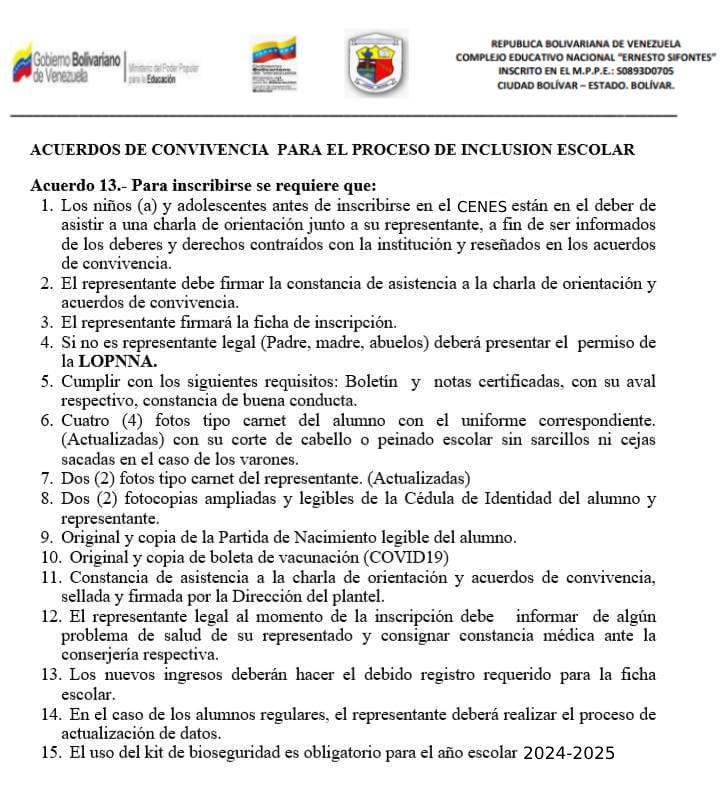 Gobierno Bolivariano
de Venezuela
Ministerio del Poder Popular
para la Educación
REPUBLICA BOLIVARIANA DE VENEZUELA
COMPLEJO EDUCATIVO NACIONAL "ERNESTO SIFONTES"
INSCRITO EN EL M.P.P.E.: S0893D0705
CIUDAD BOLÍVAR – ESTADO. BOLÍVAR.
ACUERDOS DE CONVIVENCIA PARA EL PROCESO DE INCLUSION ESCOLAR
Acuerdo 13.- Para inscribirse se requiere que:
1. Los niños (a) y adolescentes antes de inscribirse en el CENES están en el deber de
asistir a una charla de orientación junto a su representante, a fin de ser informados
de los deberes y derechos contraídos con la institución y reseñados en los acuerdos
de convivencia.
2. El representante debe firmar la constancia de asistencia a la charla de orientación y
acuerdos de convivencia.
3. El representante firmará la ficha de inscripción.
4. Si no es representante legal (Padre, madre, abuelos) deberá presentar el permiso de
la LOPNNA.
5. Cumplir con los siguientes requisitos: Boletín y notas certificadas, con su aval
respectivo, constancia de buena conducta.
6. Cuatro (4) fotos tipo carnet del alumno con el uniforme correspondiente.
(Actualizadas) con su corte de cabello o peinado escolar sin sarcillos ni cejas
sacadas en el caso de los varones.
7. Dos (2) fotos tipo carnet del representante. (Actualizadas)
8. Dos (2) fotocopias ampliadas y legibles de la Cédula de Identidad del alumno y
representante.
9. Original y copia de la Partida de Nacimiento legible del alumno.
10. Original y copia de boleta de vacunación (COVID19)
11. Constancia de asistencia a la charla de orientación y acuerdos de convivencia,
sellada y firmada por la Dirección del plantel.
12. El representante legal al momento de la inscripción debe informar de algún
problema de salud de su representado y consignar constancia médica ante la
conserjería respectiva.
13. Los nuevos ingresos deberán hacer el debido registro requerido para la ficha
escolar.
14. En el caso de los alumnos regulares, el representante deberá realizar el proceso de
actualización de datos.
15. El uso del kit de bioseguridad es obligatorio para el año escolar 2024-2025